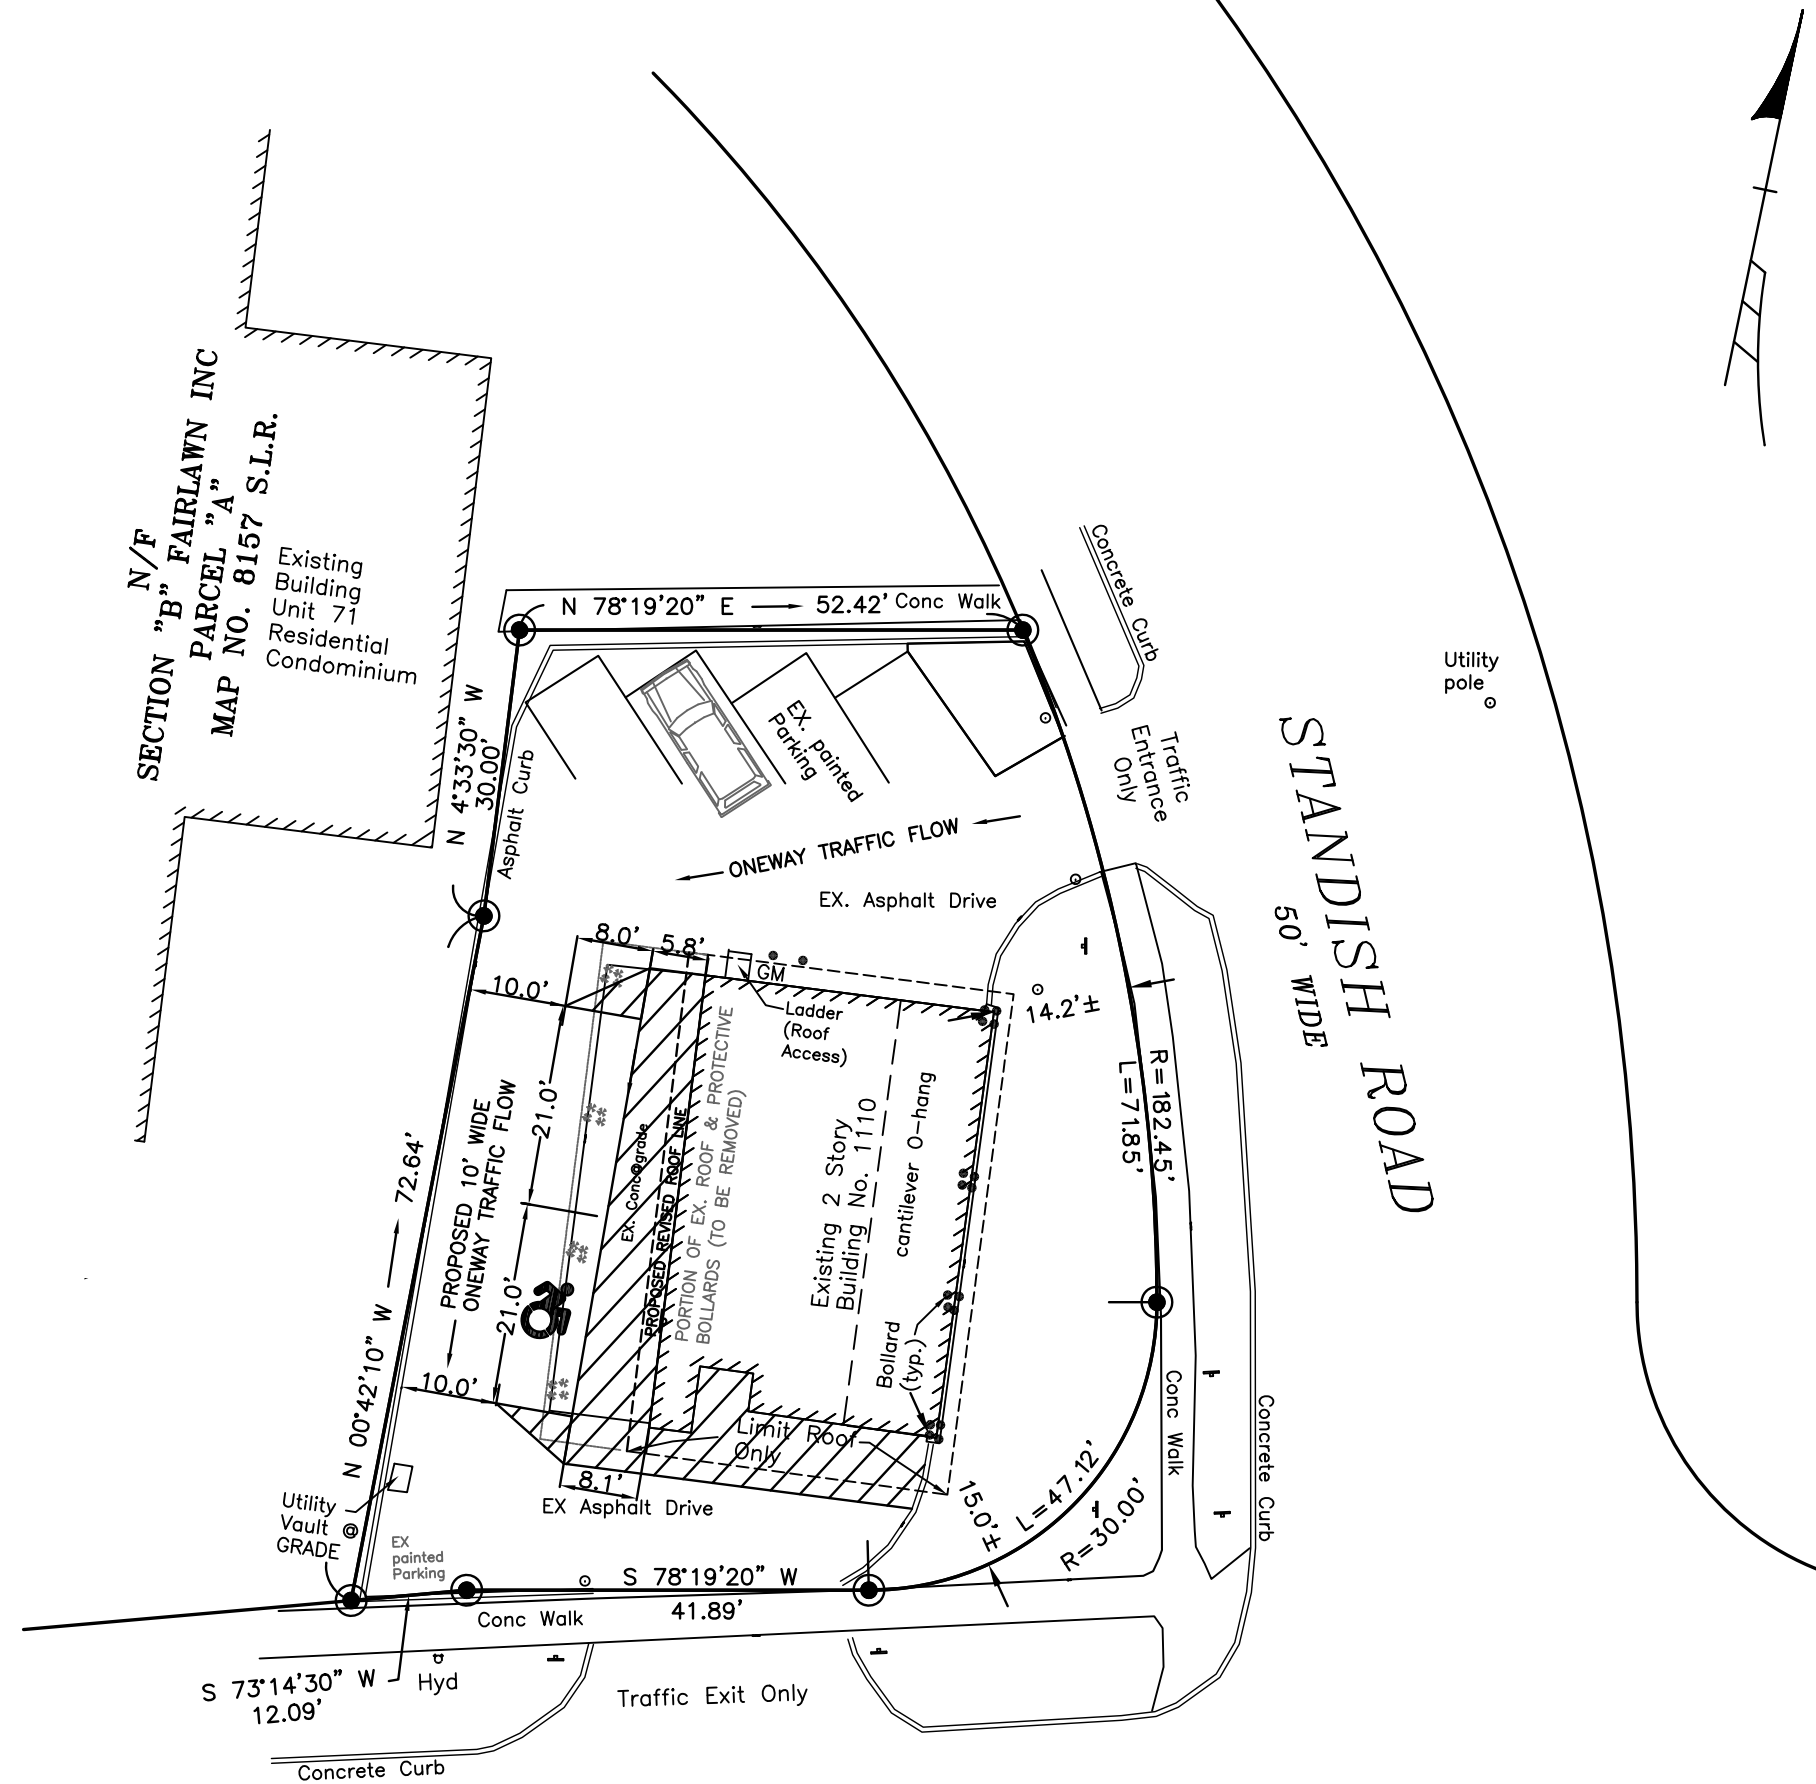 N/F
SECTION "B" FAIRLAWN INC
PARCEL "A"
MAP NO. 8157 S.L.R.
Existing
Building
Unit 71
Residential
Condominium
N 78°19'20" E
52.42'
Conc Walk
Concrete Curb
Utility
pole
N 4°33'30" W
30.00'
Asphalt Curb
EX. painted
Parking
Traffic
Entrance
Only
STANDISH ROAD
50' WIDE
ONEWAY TRAFFIC FLOW
EX. Asphalt Drive
8.0'
5.8'
GM
10.0'
Ladder
(Roof
Access)
14.2'±
R=182.45'
L=71.85'
N 00°42'10" W
72.64'
PROPOSED 10' WIDE
ONEWAY TRAFFIC FLOW
21.0'
21.0'
EX. Conc@grade
PROPOSED REVISED ROOF LINE
PORTION OF EX. ROOF & PROTECTIVE
BOLLARDS (TO BE REMOVED)
Existing 2 Story
Building No. 1110
cantilever O-hang
Bollard
(typ.)
10.0'
Limit Roof
Only
8.1'
EX Asphalt Drive
15.0'±
L=47.12'
R=30.00'
Conc Walk
Concrete Curb
Utility
Vault @
GRADE
EX
painted
Parking
S 78°19'20" W
41.89'
Conc Walk
S 73°14'30" W
12.09'
Hyd
Traffic Exit Only
Concrete Curb